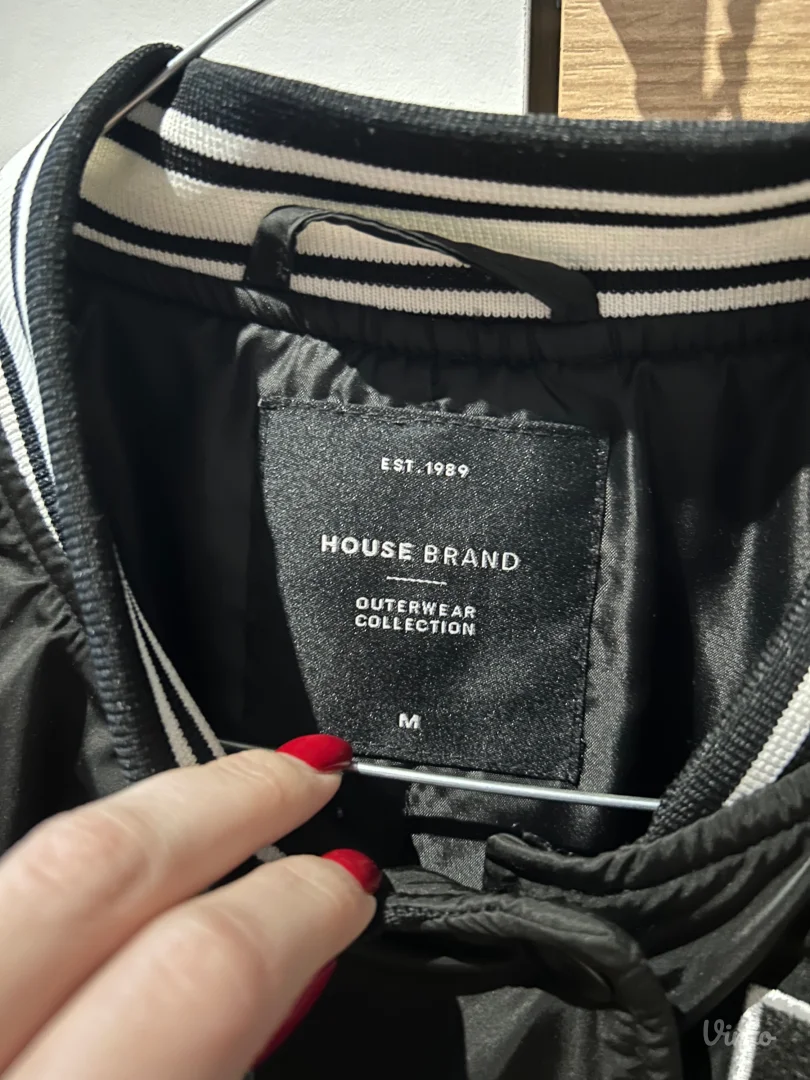 EST.1989
HOUSE BRAND
OUTERWEAR
COLLECTION
M